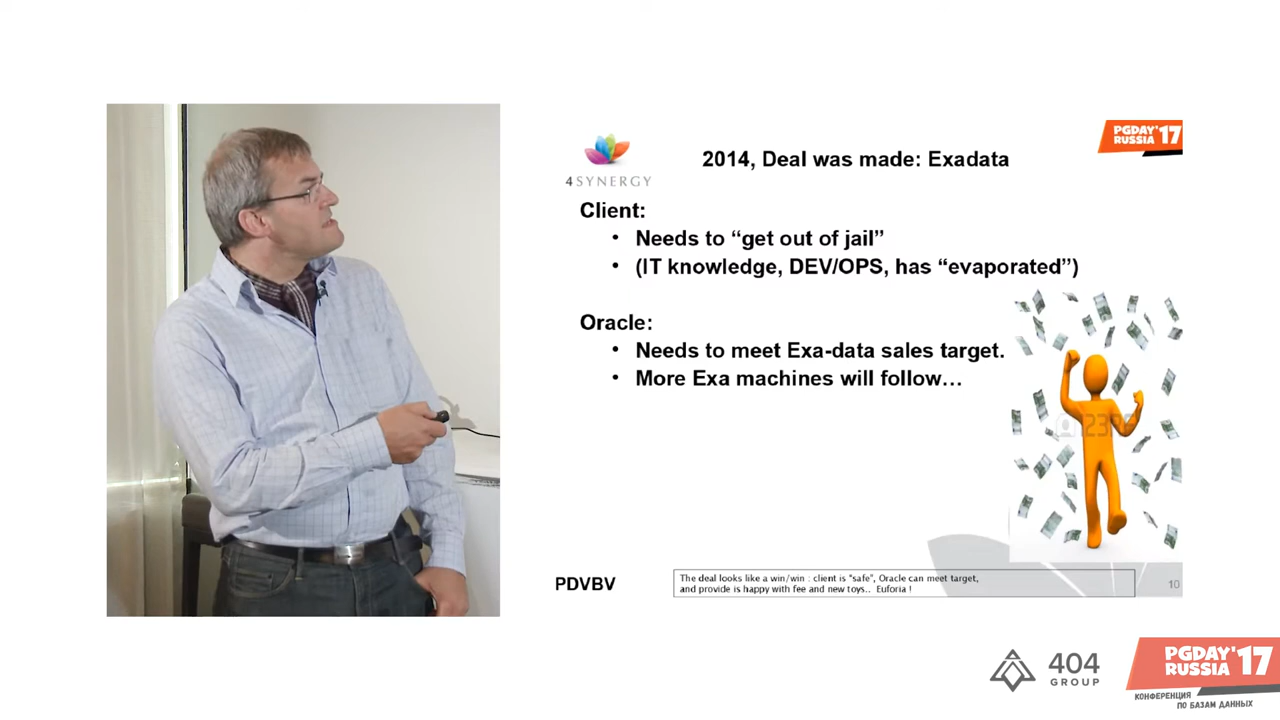 PGDAY'17
RUSSIA
4SYNERGY
2014, Deal was made: Exadata
Client:
• Needs to “get out of jail”
• (IT knowledge, DEV/OPS, has “evaporated”)
Oracle:
• Needs to meet Exa-data sales target.
• More Exa machines will follow…
PDVBV
The deal looks like a win/win : client is "safe", Oracle can meet target,
and provide is happy with fee and new toys.. Euforia !
10
404
GROUP
PGDAY'17
RUSSIA
КОНФЕРЕНЦИЯ
ПО БАЗАМ ДАННЫХ